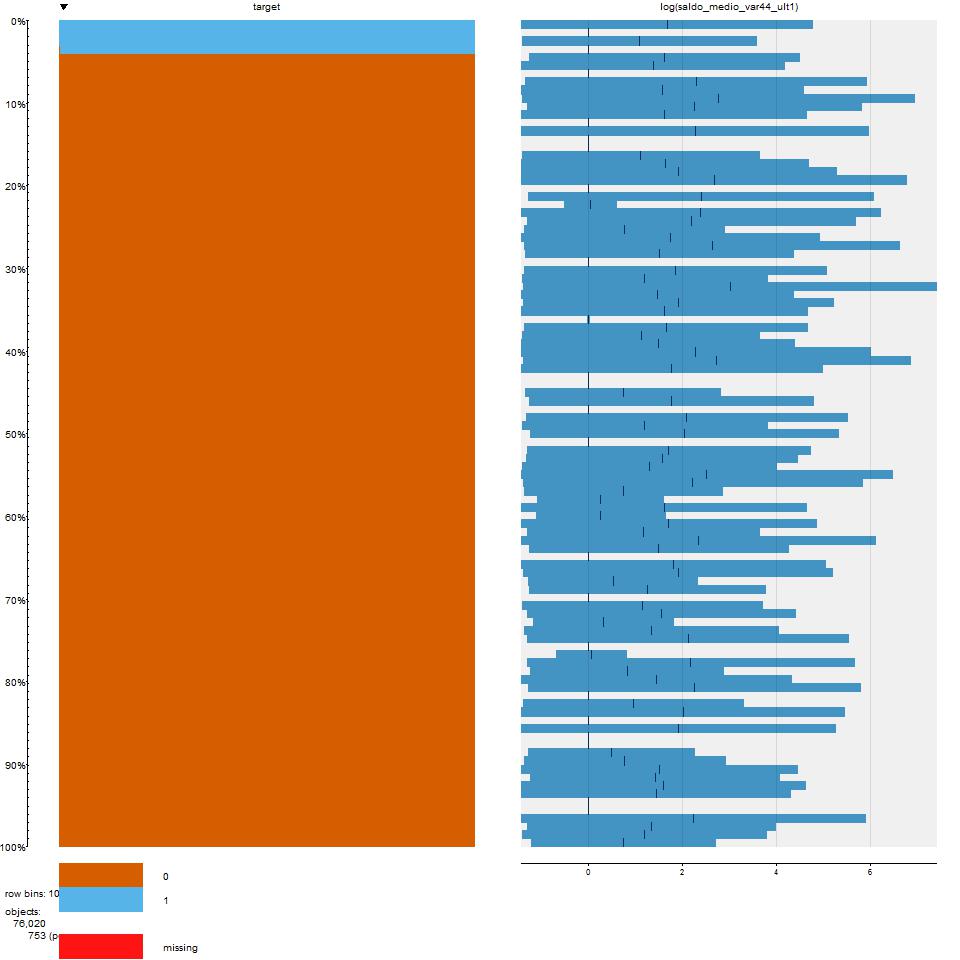 target
log(saldo_medio_var44_ult1)
0%
10%
20%
30%
40%
50%
60%
70%
80%
90%
100%
0 2 4 6
0
row bins: 10
1
objects:
76,020
753 (p
missing